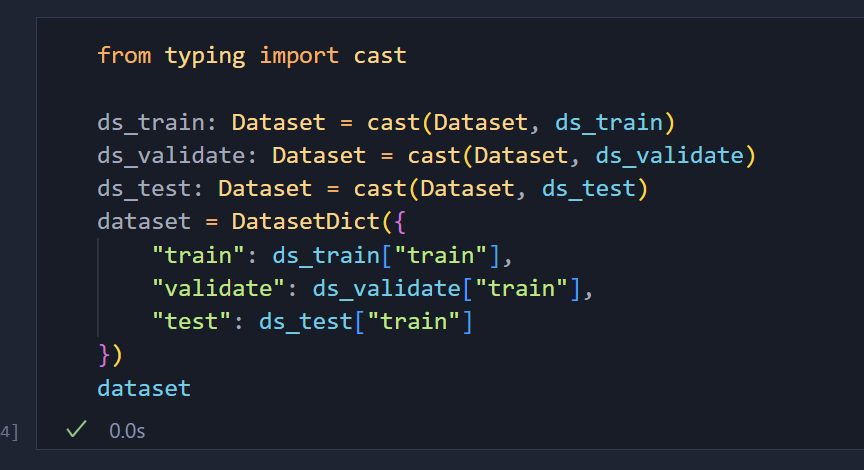 from typing import cast
ds_train: Dataset = cast(Dataset, ds_train)
ds_validate: Dataset = cast(Dataset, ds_validate)
ds_test: Dataset = cast(Dataset, ds_test)
dataset = DatasetDict({
    "train": ds_train["train"],
    "validate": ds_validate["train"],
    "test": ds_test["train"]
})
dataset
4] ✓ 0.0s